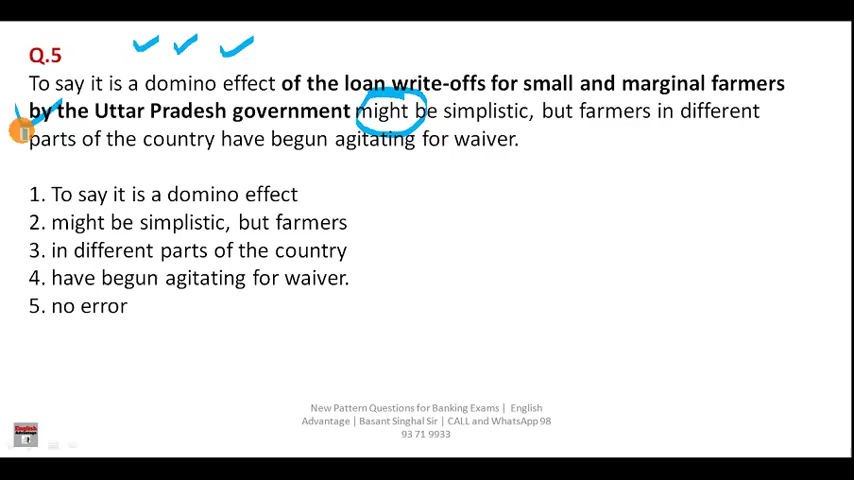 Q.5
To say it is a domino effect of the loan write-offs for small and marginal farmers
by the Uttar Pradesh government might be simplistic, but farmers in different
parts of the country have begun agitating for waiver.
1. To say it is a domino effect
2. might be simplistic, but farmers
3. in different parts of the country
4. have begun agitating for waiver.
5. no error
New Pattern Questions for Banking Exams | English
Advantage | Basant Singhal Sir | CALL and WhatsApp 98
93 71 9933
English
Advantage